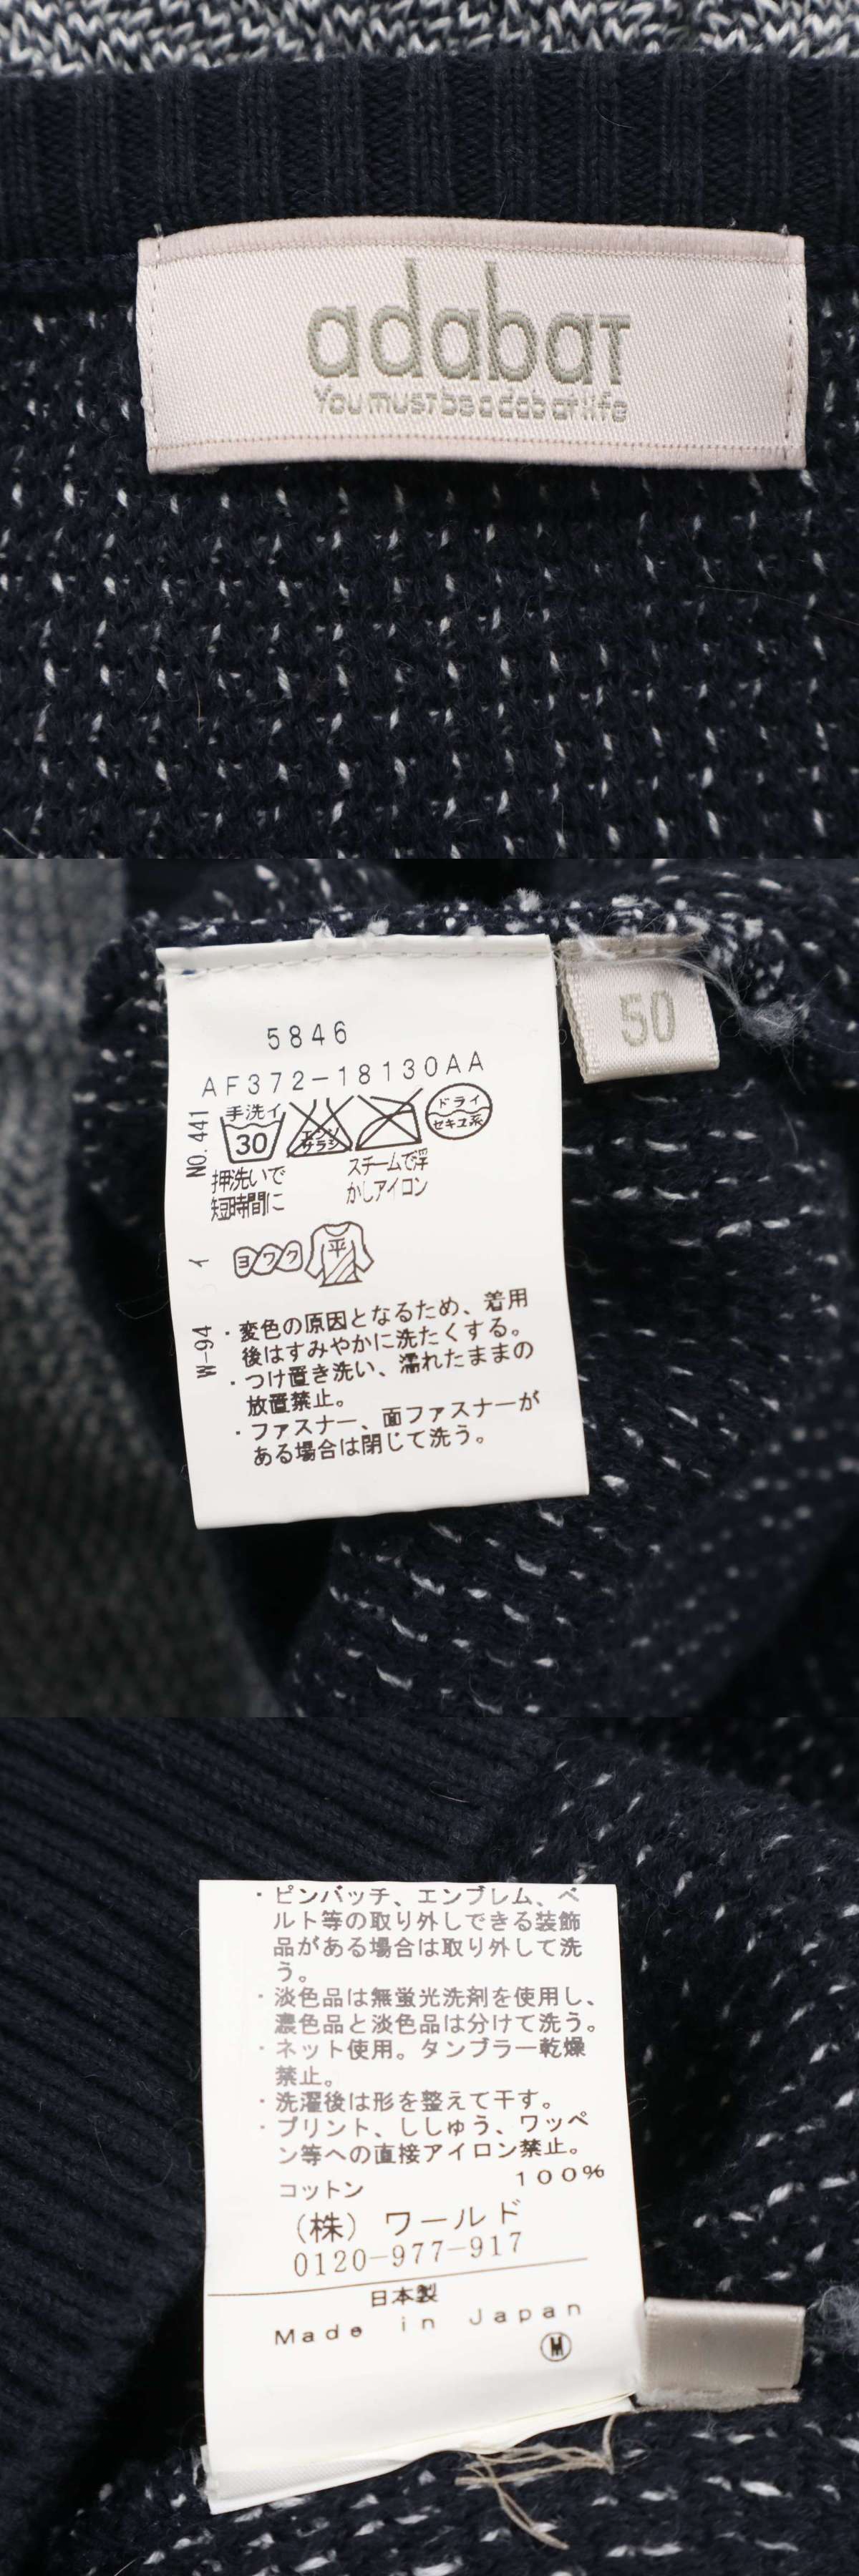 adabat
You must be adabat life
5846
50
AF372-18130AA
NO.441
手洗イ
30
エンソ
サラシ
ドライ
セキユ系
押洗いで
短時間に
スチームで浮
かしアイロン
ヨワク
平
イ
W-94
・変色の原因となるため、着用
後はすみやかに洗たくする。
・つけ置き洗い、濡れたままの
放置禁止。
・ファスナー、面ファスナーが
ある場合は閉じて洗う。
・ピンバッチ、エンブレム、ベ
ルト等の取り外しできる装飾
品がある場合は取り外して洗
う。
・淡色品は無蛍光洗剤を使用し、
濃色品と淡色品は分けて洗う。
・ネット使用。タンブラー乾燥
禁止。
・洗濯後は形を整えて干す。
・プリント、ししゅう、ワッペ
ン等への直接アイロン禁止。
コットン 100%
(株) ワールド
0120-977-917
日本製
Made in Japan
M